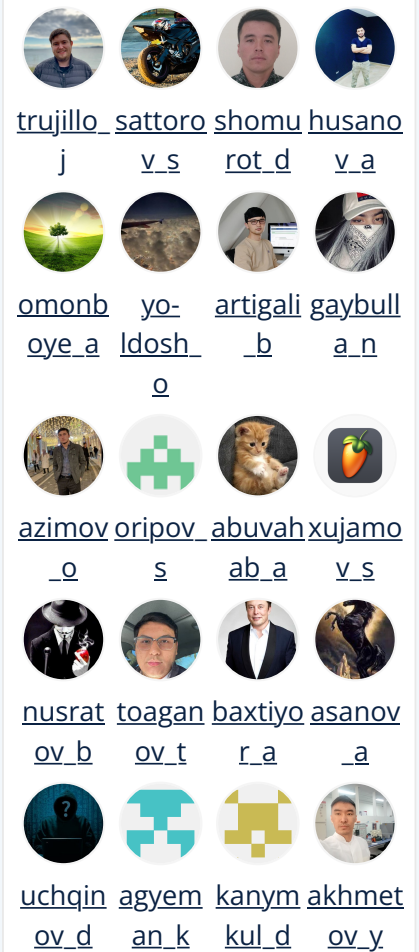 trujillo_ sattoro shomu husano
j v_s rot_d v_a
omonb yo- artigali gaybull
oye_a ldosh_ _b a_n
o
azimov oripov_ abuvah xujamo
_o s ab_a v_s
nusrat toagan baxtiyo asanov
ov_b ov_t r_a _a
uchqin agyem kanym akhmet
ov_d an_k kul_d ov_y